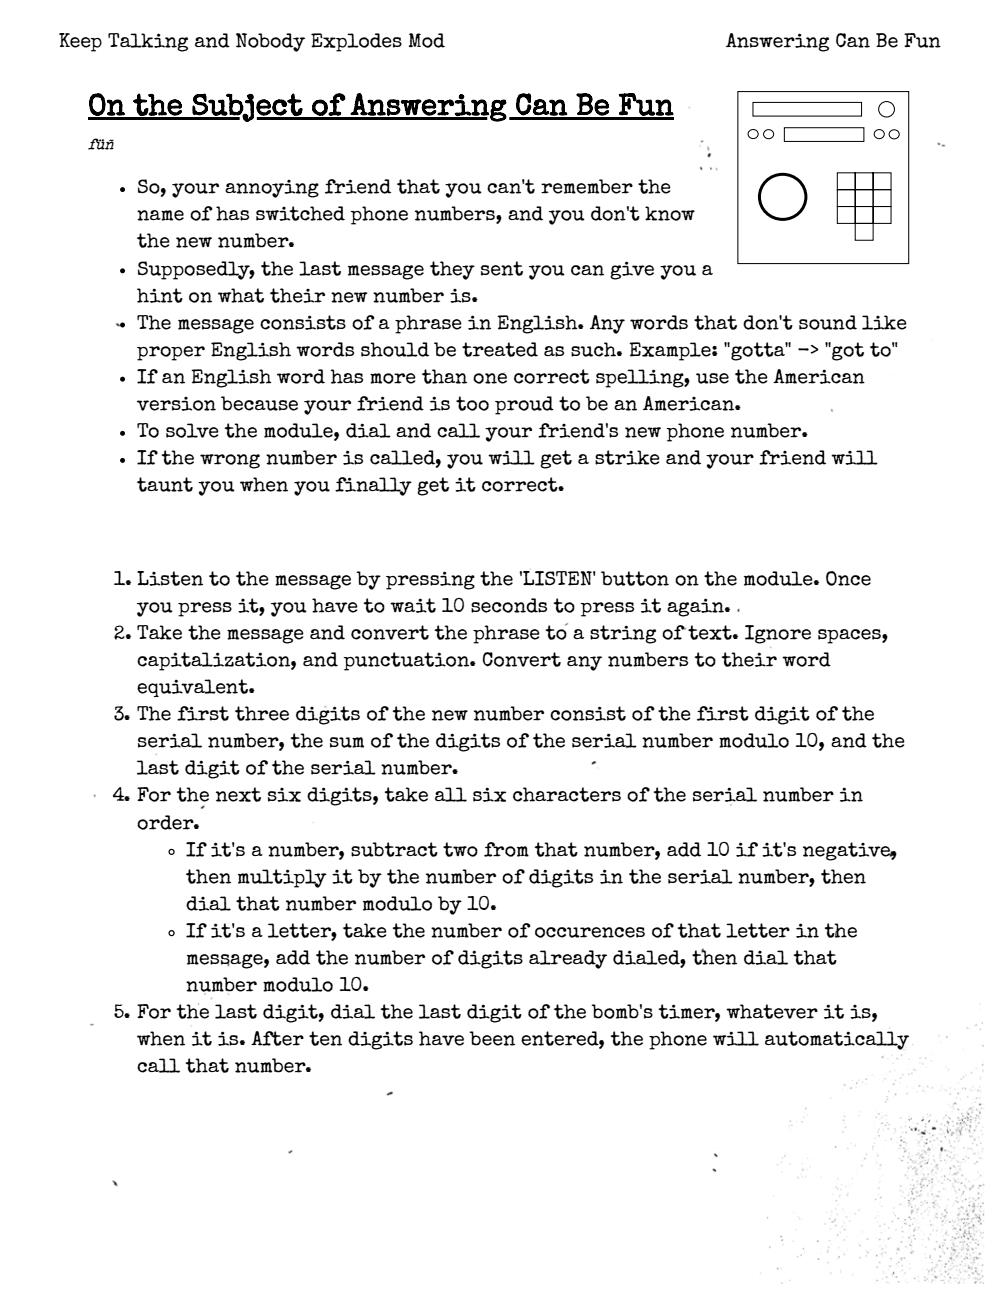 Keep Talking and Nobody Explodes Mod
Answering Can Be Fun
On the Subject of Answering Can Be Fun
fūñ
• So, your annoying friend that you can't remember the
name of has switched phone numbers, and you don't know
the new number.
• Supposedly, the last message they sent you can give you a
hint on what their new number is.
• The message consists of a phrase in English. Any words that don't sound like
proper English words should be treated as such. Example: "gotta" –> "got to"
• If an English word has more than one correct spelling, use the American
version because your friend is too proud to be an American.
• To solve the module, dial and call your friend's new phone number.
• If the wrong number is called, you will get a strike and your friend will
taunt you when you finally get it correct.
1. Listen to the message by pressing the 'LISTEN' button on the module. Once
you press it, you have to wait 10 seconds to press it again.
2. Take the message and convert the phrase to a string of text. Ignore spaces,
capitalization, and punctuation. Convert any numbers to their word
equivalent.
3. The first three digits of the new number consist of the first digit of the
serial number, the sum of the digits of the serial number modulo 10, and the
last digit of the serial number.
4. For the next six digits, take all six characters of the serial number in
order.
◦ If it's a number, subtract two from that number, add 10 if it's negative,
then multiply it by the number of digits in the serial number, then
dial that number modulo by 10.
◦ If it's a letter, take the number of occurences of that letter in the
message, add the number of digits already dialed, then dial that
number modulo 10.
5. For the last digit, dial the last digit of the bomb's timer, whatever it is,
when it is. After ten digits have been entered, the phone will automatically
call that number.